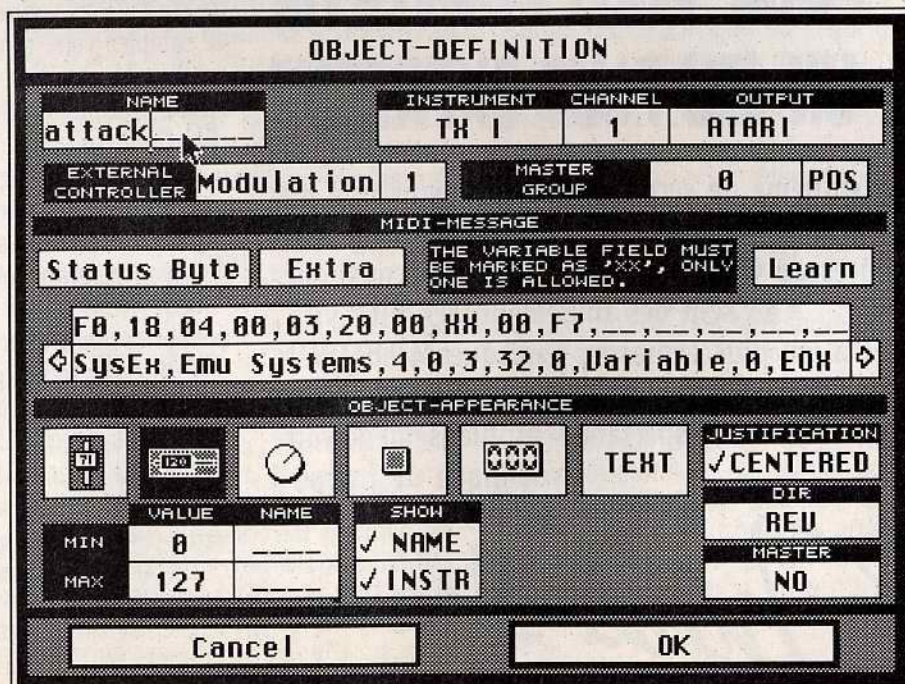 OBJECT-DEFINITION
NAME INSTRUMENT CHANNEL OUTPUT
attack______ TX I 1 ATARI
EXTERNAL CONTROLLER Modulation 1 MASTER GROUP 0 POS
MIDI-MESSAGE
Status Byte Extra THE VARIABLE FIELD MUST
BE MARKED AS 'XX', ONLY
ONE IS ALLOWED. Learn
F0,18,04,00,03,20,00,XX,00,F7,__,__,__,__,__
SysEx,Emu Systems,4,0,3,32,0,Variable,0,EOX
OBJECT-APPEARANCE
71 120 000 TEXT
JUSTIFICATION
√CENTERED
VALUE NAME SHOW DIR
MIN 0 ____ √ NAME REV
MASTER
MAX 127 ____ √ INSTR NO
Cancel OK